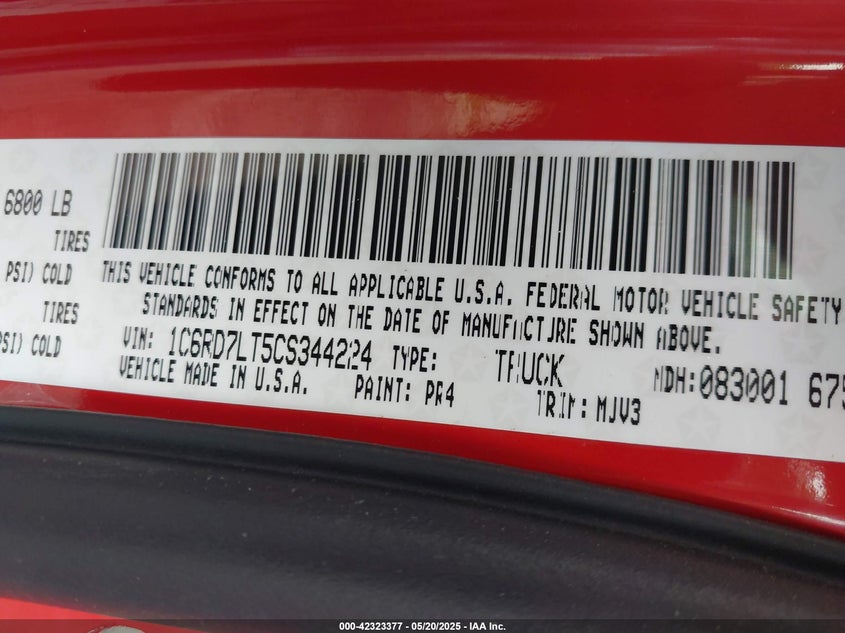 6800 LB
TIRES
PSI) COLD
TIRES
PSI) COLD
THIS VEHICLE CONFORMS TO ALL APPLICABLE U.S.A. FEDERAL MOTOR VEHICLE SAFETY
STANDARDS IN EFFECT ON THE DATE OF MANUFACTURE SHOWN ABOVE.
VIN: 1C6RD7LT5CS344224 TYPE: TRUCK MDH:083001 675
VEHICLE MADE IN U.S.A. PAINT: PR4 TRIM: MJV3
000-42323377 - 05/20/2025 - IAA Inc.